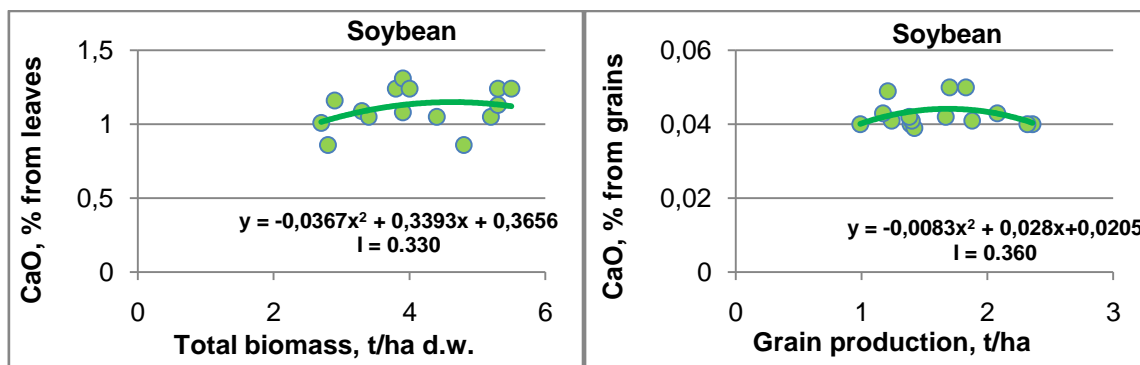 Soybean
CaO, % from leaves
1,5
1
0,5
0
y = -0,0367x² + 0,3393x + 0,3656
I = 0.330
0
2
4
6
Total biomass, t/ha d.w.
Soybean
CaO, % from grains
0,06
0,04
0,02
0
y = -0,0083x² + 0,028x+0,0205
I = 0.360
0
1
2
3
Grain production, t/ha